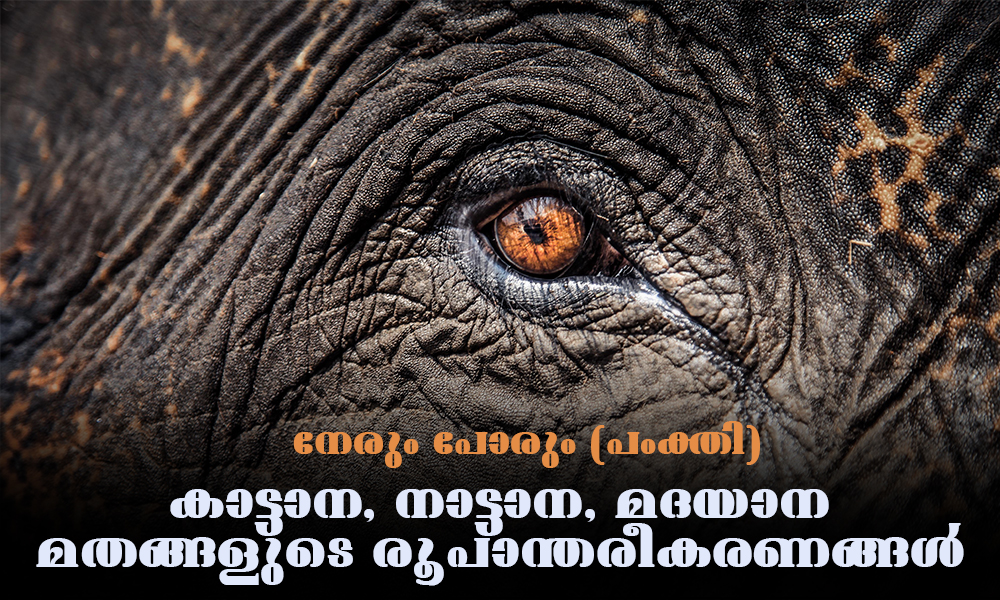 നേരും പോരും (പംക്തി)
കാട്ടാന, നാട്ടാന, മദയാന
മതങ്ങളുടെ രൂപാന്തരീകരണങ്ങൾ